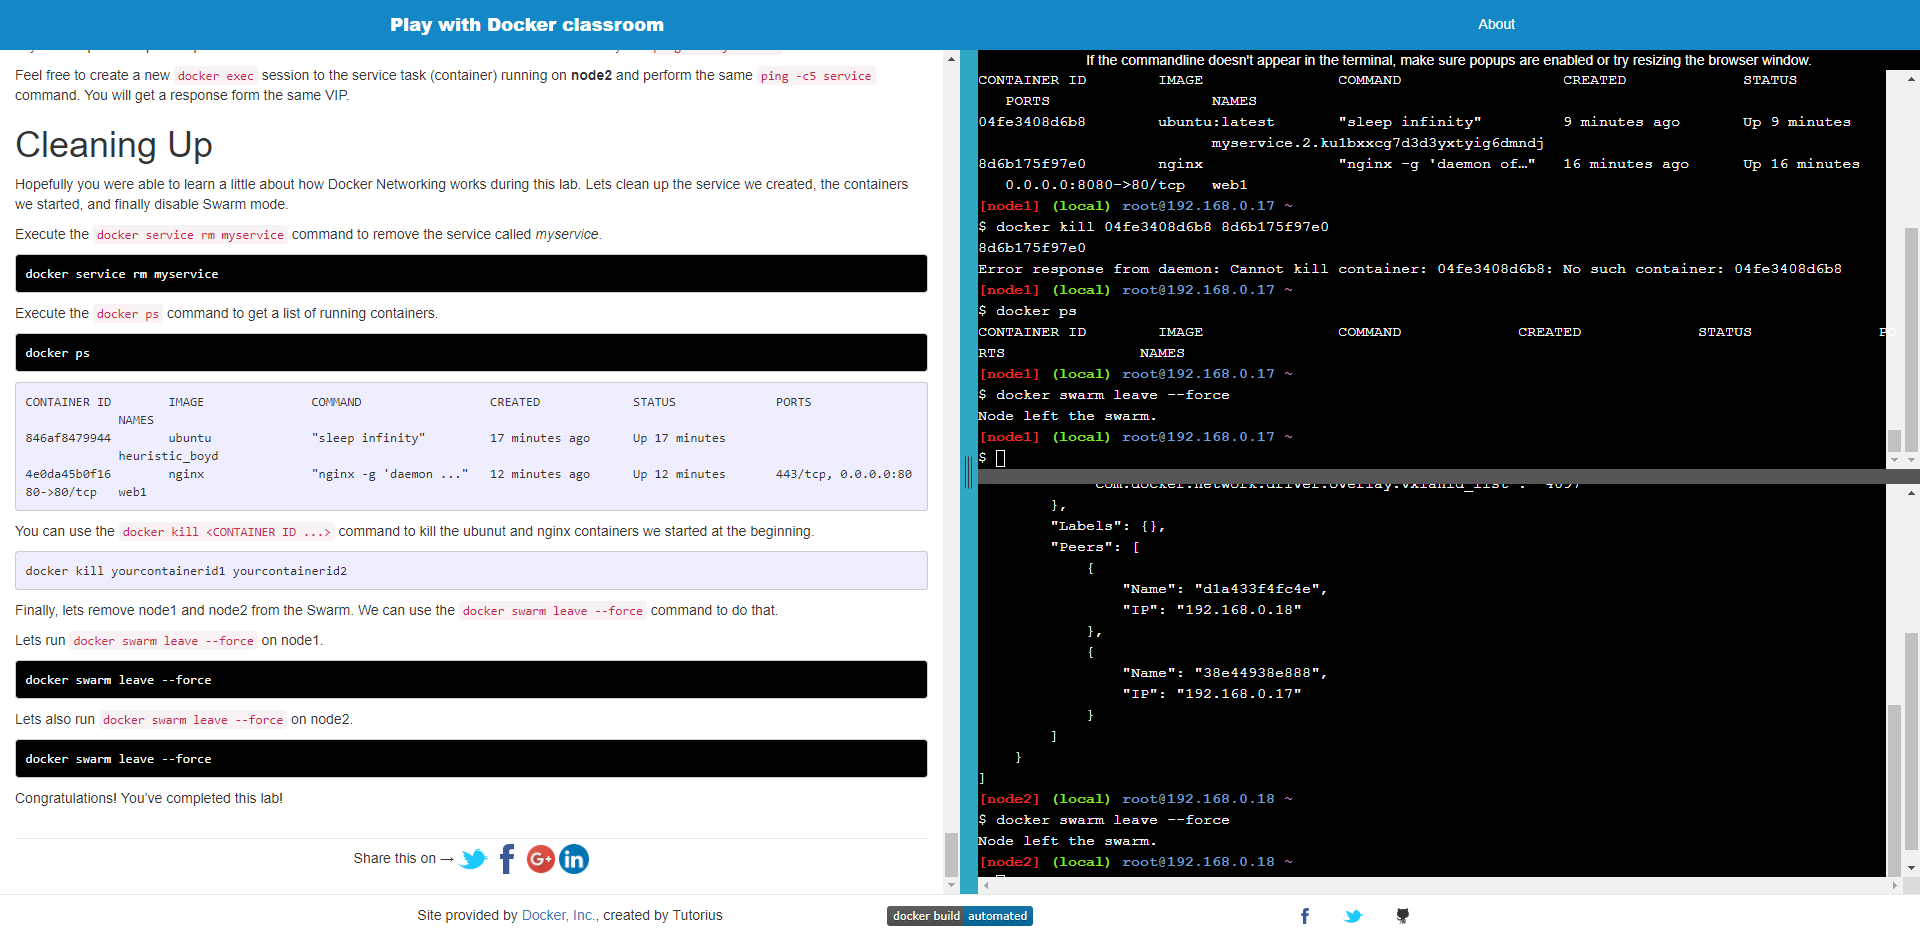 Play with Docker classroom
About
Feel free to create a new docker exec session to the service task (container) running on node2 and perform the same ping -c5 service
command. You will get a response form the same VIP.
Cleaning Up
Hopefully you were able to learn a little about how Docker Networking works during this lab. Lets clean up the service we created, the containers
we started, and finally disable Swarm mode.
Execute the docker service rm myservice command to remove the service called myservice.
docker service rm myservice
Execute the docker ps command to get a list of running containers.
docker ps
CONTAINER ID IMAGE COMMAND CREATED STATUS PORTS
NAMES
846af8479944 ubuntu "sleep infinity" 17 minutes ago Up 17 minutes
heuristic_boyd
4e0da45b0f16 nginx "nginx -g 'daemon ..." 12 minutes ago Up 12 minutes 443/tcp, 0.0.0.0:80
80->80/tcp web1
You can use the docker kill <CONTAINER ID ...> command to kill the ubunut and nginx containers we started at the beginning.
docker kill yourcontainerid1 yourcontainerid2
Finally, lets remove node1 and node2 from the Swarm. We can use the docker swarm leave --force command to do that.
Lets run docker swarm leave --force on node1.
docker swarm leave --force
Lets also run docker swarm leave --force on node2.
docker swarm leave --force
Congratulations! You've completed this lab!
Share this on →
If the commandline doesn't appear in the terminal, make sure popups are enabled or try resizing the browser window.
CONTAINER ID IMAGE COMMAND CREATED STATUS
PORTS NAMES
04fe3408d6b8 ubuntu:latest "sleep infinity" 9 minutes ago Up 9 minutes
myservice.2.ku1bxxcg7d3d3yxtyig6dmndj
8d6b175f97e0 nginx "nginx -g 'daemon of…" 16 minutes ago Up 16 minutes
0.0.0.0:8080->80/tcp web1
[node1] (local) root@192.168.0.17 ~
$ docker kill 04fe3408d6b8 8d6b175f97e0
8d6b175f97e0
Error response from daemon: Cannot kill container: 04fe3408d6b8: No such container: 04fe3408d6b8
[node1] (local) root@192.168.0.17 ~
$ docker ps
CONTAINER ID IMAGE COMMAND CREATED STATUS PO
RTS NAMES
[node1] (local) root@192.168.0.17 ~
$ docker swarm leave --force
Node left the swarm.
[node1] (local) root@192.168.0.17 ~
$
"com.docker.network.driver.overlay.vxlanid_list": "4097"
},
"Labels": {},
"Peers": [
{
"Name": "d1a433f4fc4e",
"IP": "192.168.0.18"
},
{
"Name": "38e44938e888",
"IP": "192.168.0.17"
}
]
}
]
[node2] (local) root@192.168.0.18 ~
$ docker swarm leave --force
Node left the swarm.
[node2] (local) root@192.168.0.18 ~
Site provided by Docker, Inc., created by Tutorius
docker build automated